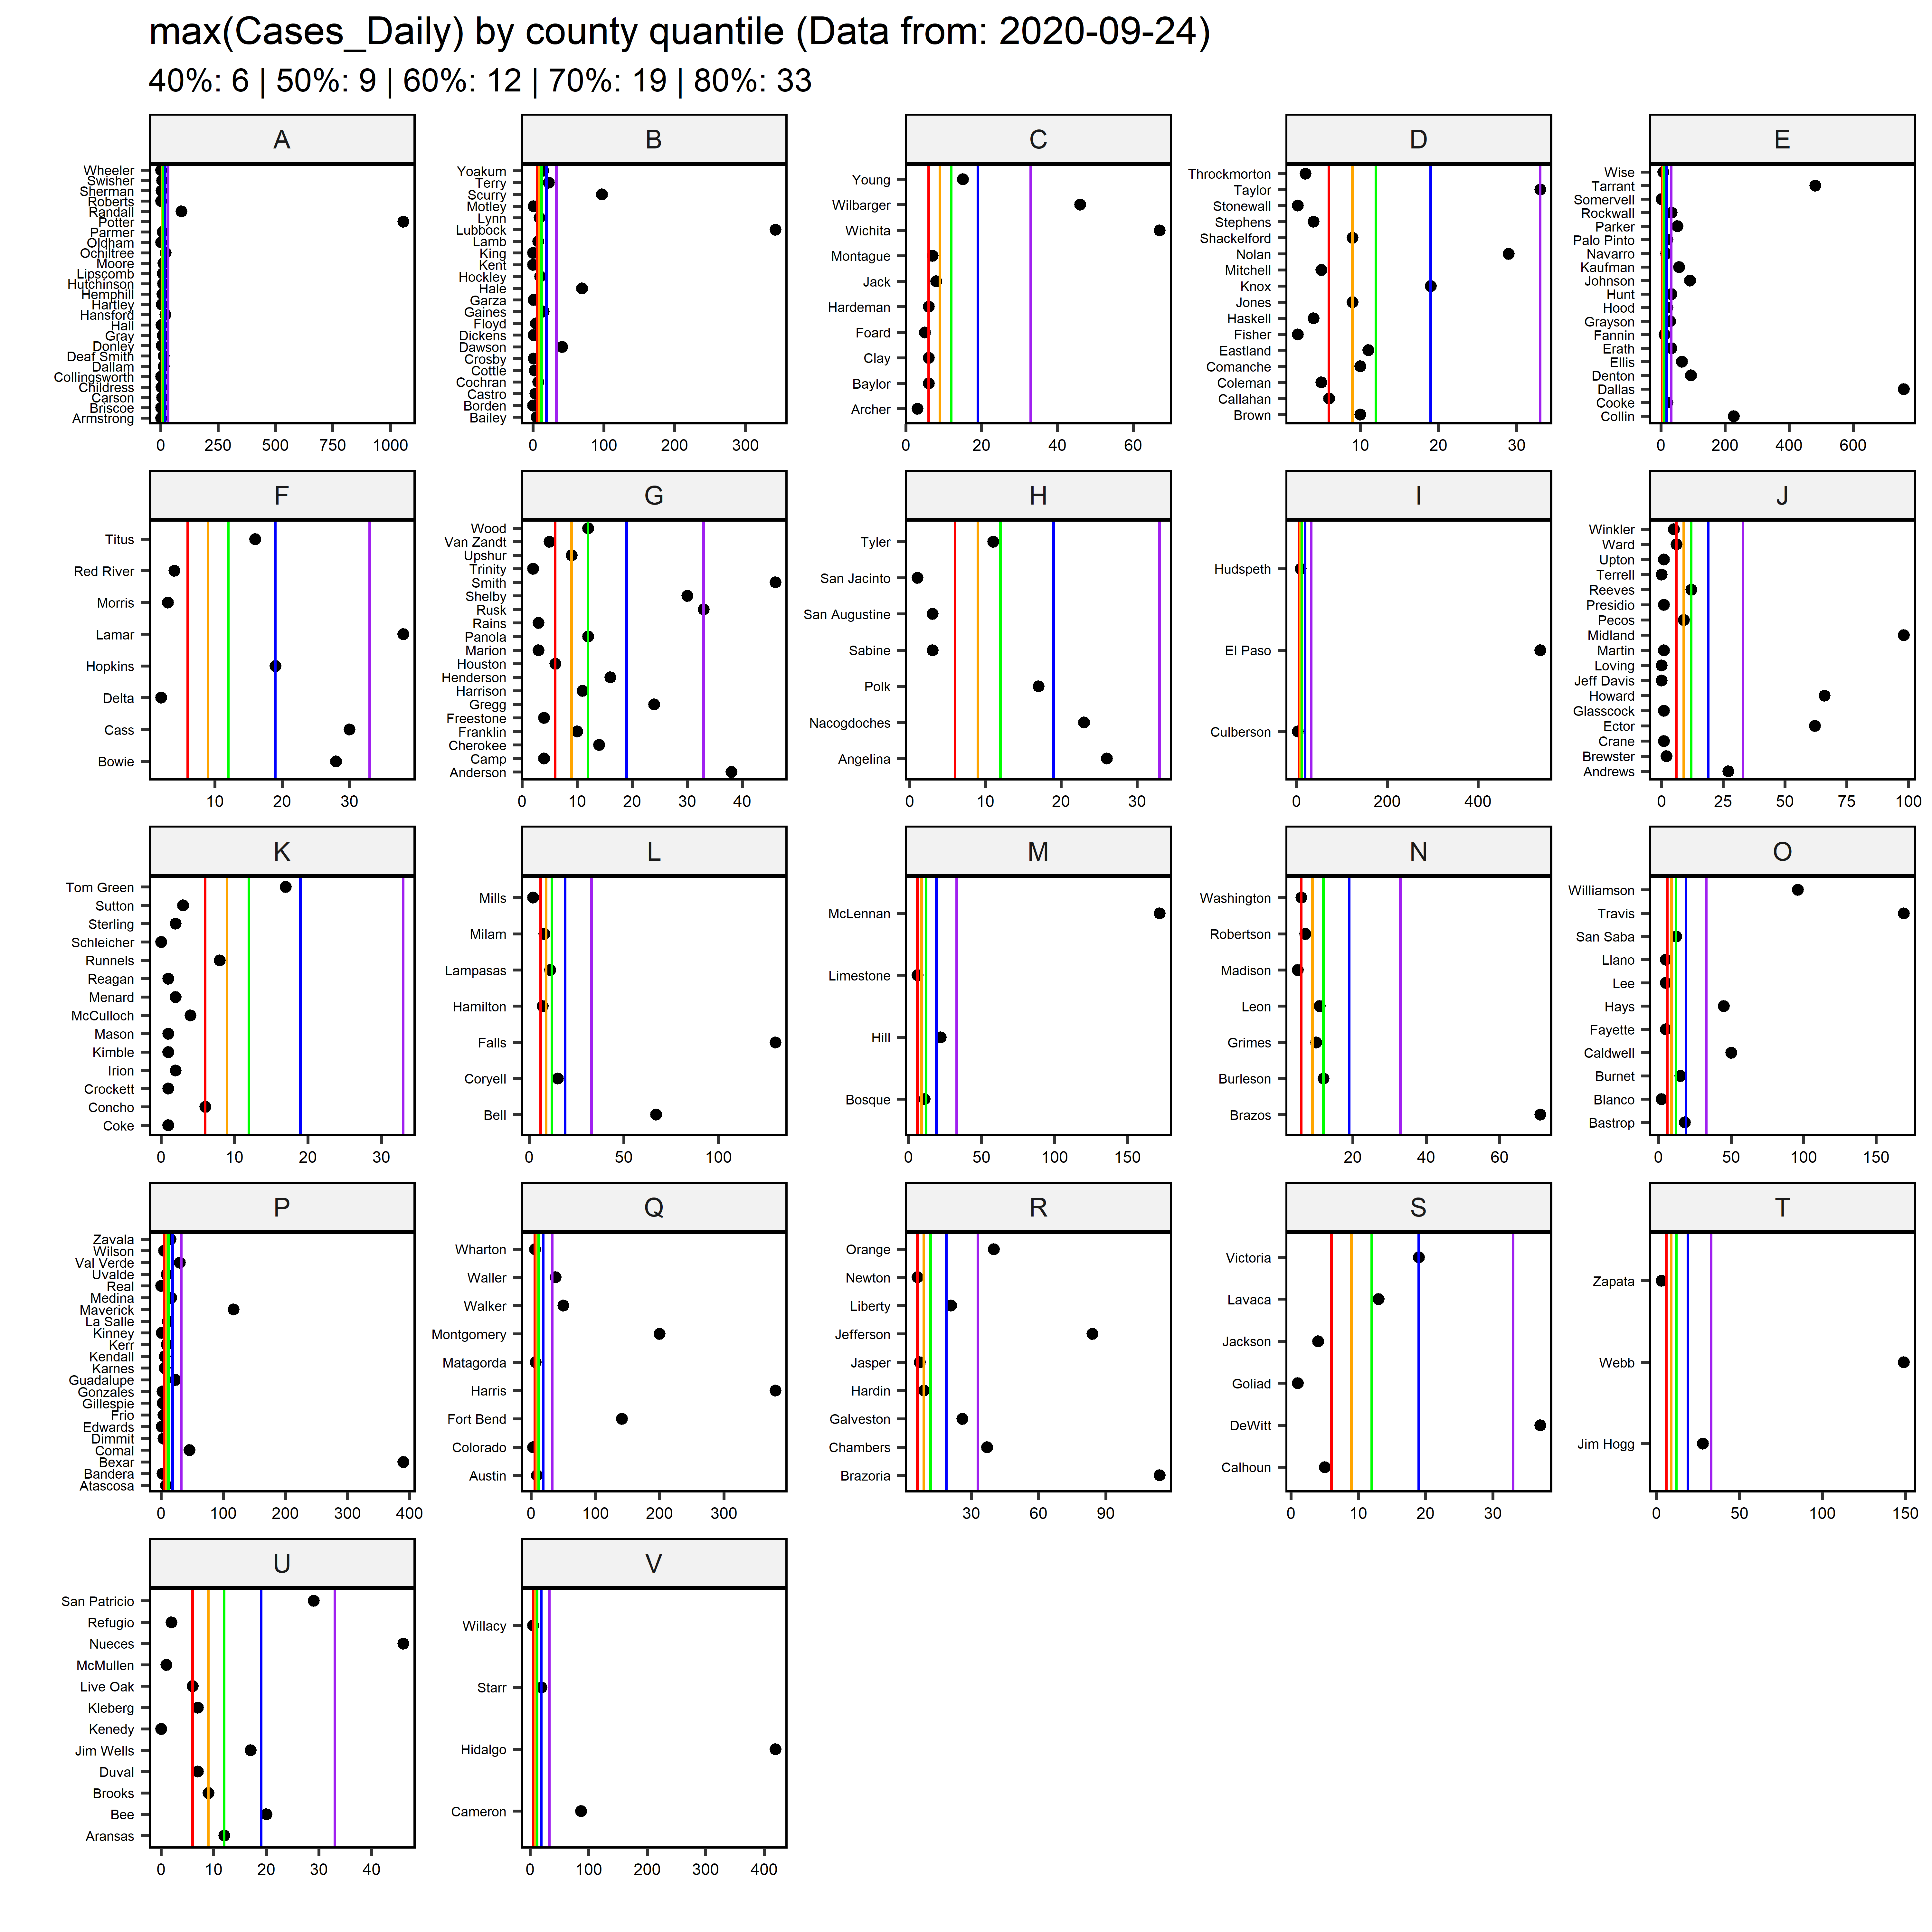 max(Cases_Daily) by county quantile (Data from: 2020-09-24)
40%: 6 | 50%: 9 | 60%: 12 | 70%: 19 | 80%: 33
A
Wheeler
Swisher
Sherman
Roberts
Randall
Potter
Parmer
Oldham
Ochiltree
Moore
Lipscomb
Hutchinson
Hemphill
Hartley
Hansford
Hall
Gray
Donley
Deaf Smith
Dallam
Collingsworth
Childress
Carson
Briscoe
Armstrong
0 250 500 750 1000
B
Yoakum
Terry
Scurry
Motley
Lynn
Lubbock
Lamb
King
Kent
Hockley
Hale
Garza
Gaines
Floyd
Dickens
Dawson
Crosby
Cottle
Cochran
Castro
Borden
Bailey
0 100 200 300
C
Young
Wilbarger
Wichita
Montague
Jack
Hardeman
Foard
Clay
Baylor
Archer
0 20 40 60
D
Throckmorton
Taylor
Stonewall
Stephens
Shackelford
Nolan
Mitchell
Knox
Jones
Haskell
Fisher
Eastland
Comanche
Coleman
Callahan
Brown
10 20 30
E
Wise
Tarrant
Somervell
Rockwall
Parker
Palo Pinto
Navarro
Kaufman
Johnson
Hunt
Hood
Grayson
Fannin
Erath
Ellis
Denton
Dallas
Cooke
Collin
0 200 400 600
F
Titus
Red River
Morris
Lamar
Hopkins
Delta
Cass
Bowie
10 20 30
G
Wood
Van Zandt
Upshur
Trinity
Smith
Shelby
Rusk
Rains
Panola
Marion
Houston
Henderson
Harrison
Gregg
Freestone
Franklin
Cherokee
Camp
Anderson
0 10 20 30 40
H
Tyler
San Jacinto
San Augustine
Sabine
Polk
Nacogdoches
Angelina
0 10 20 30
I
Hudspeth
El Paso
Culberson
0 200 400
J
Winkler
Ward
Upton
Terrell
Reeves
Presidio
Pecos
Midland
Martin
Loving
Jeff Davis
Howard
Glasscock
Ector
Crane
Brewster
Andrews
0 25 50 75 100
K
Tom Green
Sutton
Sterling
Schleicher
Runnels
Reagan
Menard
McCulloch
Mason
Kimble
Irion
Crockett
Concho
Coke
0 10 20 30
L
Mills
Milam
Lampasas
Hamilton
Falls
Coryell
Bell
0 50 100
M
McLennan
Limestone
Hill
Bosque
0 50 100 150
N
Washington
Robertson
Madison
Leon
Grimes
Burleson
Brazos
20 40 60
O
Williamson
Travis
San Saba
Llano
Lee
Hays
Fayette
Caldwell
Burnet
Blanco
Bastrop
0 50 100 150
P
Zavala
Wilson
Val Verde
Uvalde
Real
Medina
Maverick
La Salle
Kinney
Kerr
Kendall
Karnes
Guadalupe
Gonzales
Gillespie
Frio
Edwards
Dimmit
Comal
Bexar
Bandera
Atascosa
0 100 200 300 400
Q
Wharton
Waller
Walker
Montgomery
Matagorda
Harris
Fort Bend
Colorado
Austin
0 100 200 300
R
Orange
Newton
Liberty
Jefferson
Jasper
Hardin
Galveston
Chambers
Brazoria
30 60 90
S
Victoria
Lavaca
Jackson
Goliad
DeWitt
Calhoun
0 10 20 30
T
Zapata
Webb
Jim Hogg
0 50 100 150
U
San Patricio
Refugio
Nueces
McMullen
Live Oak
Kleberg
Kenedy
Jim Wells
Duval
Brooks
Bee
Aransas
0 10 20 30 40
V
Willacy
Starr
Hidalgo
Cameron
0 100 200 300 400